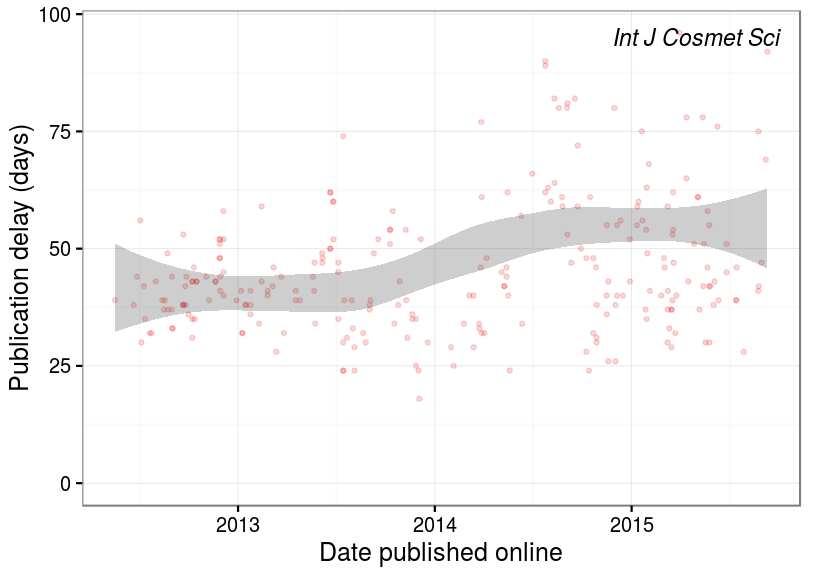 Int J Cosmet Sci
100
75
50
25
0
Publication delay (days)
2013 2014 2015
Date published online